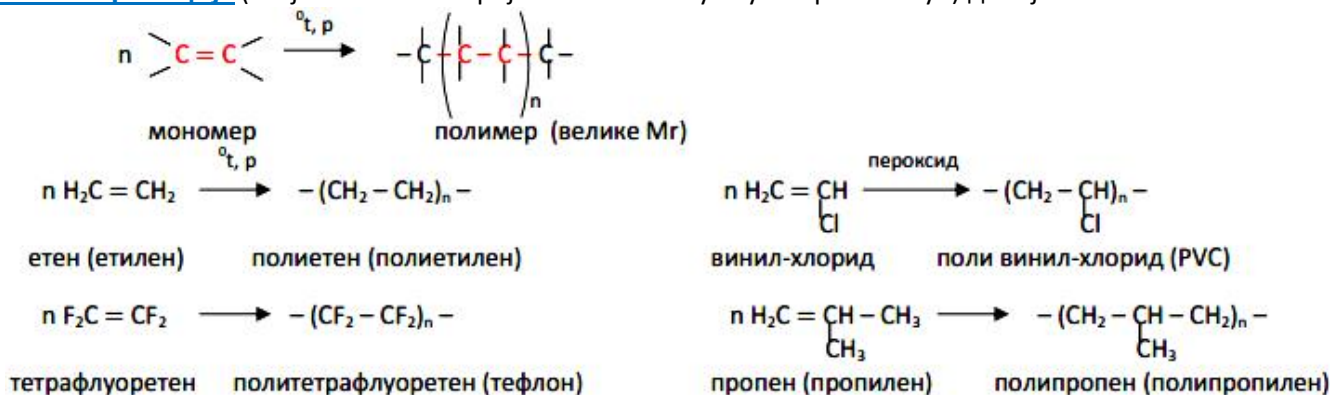 ⁰t, p
n >C = C< → – C –( C – C )ₙ– C –
мономер полимер (велике Mr)
⁰t, p
n H₂C = CH₂ → – (CH₂ – CH₂)ₙ –
етен (етилен) полиетен (полиетилен)
пероксид
n H₂C = CH → – (CH₂ – CH)ₙ –
Cl Cl
винил-хлорид поли винил-хлорид (PVC)
n F₂C = CF₂ → – (CF₂ – CF₂)ₙ –
тетрафлуоретен политетрафлуоретен (тефлон)
n H₂C = CH – CH₃ → – (CH₂ – CH – CH₂)ₙ –
CH₃ CH₃
пропен (пропилен) полипропен (полипропилен)